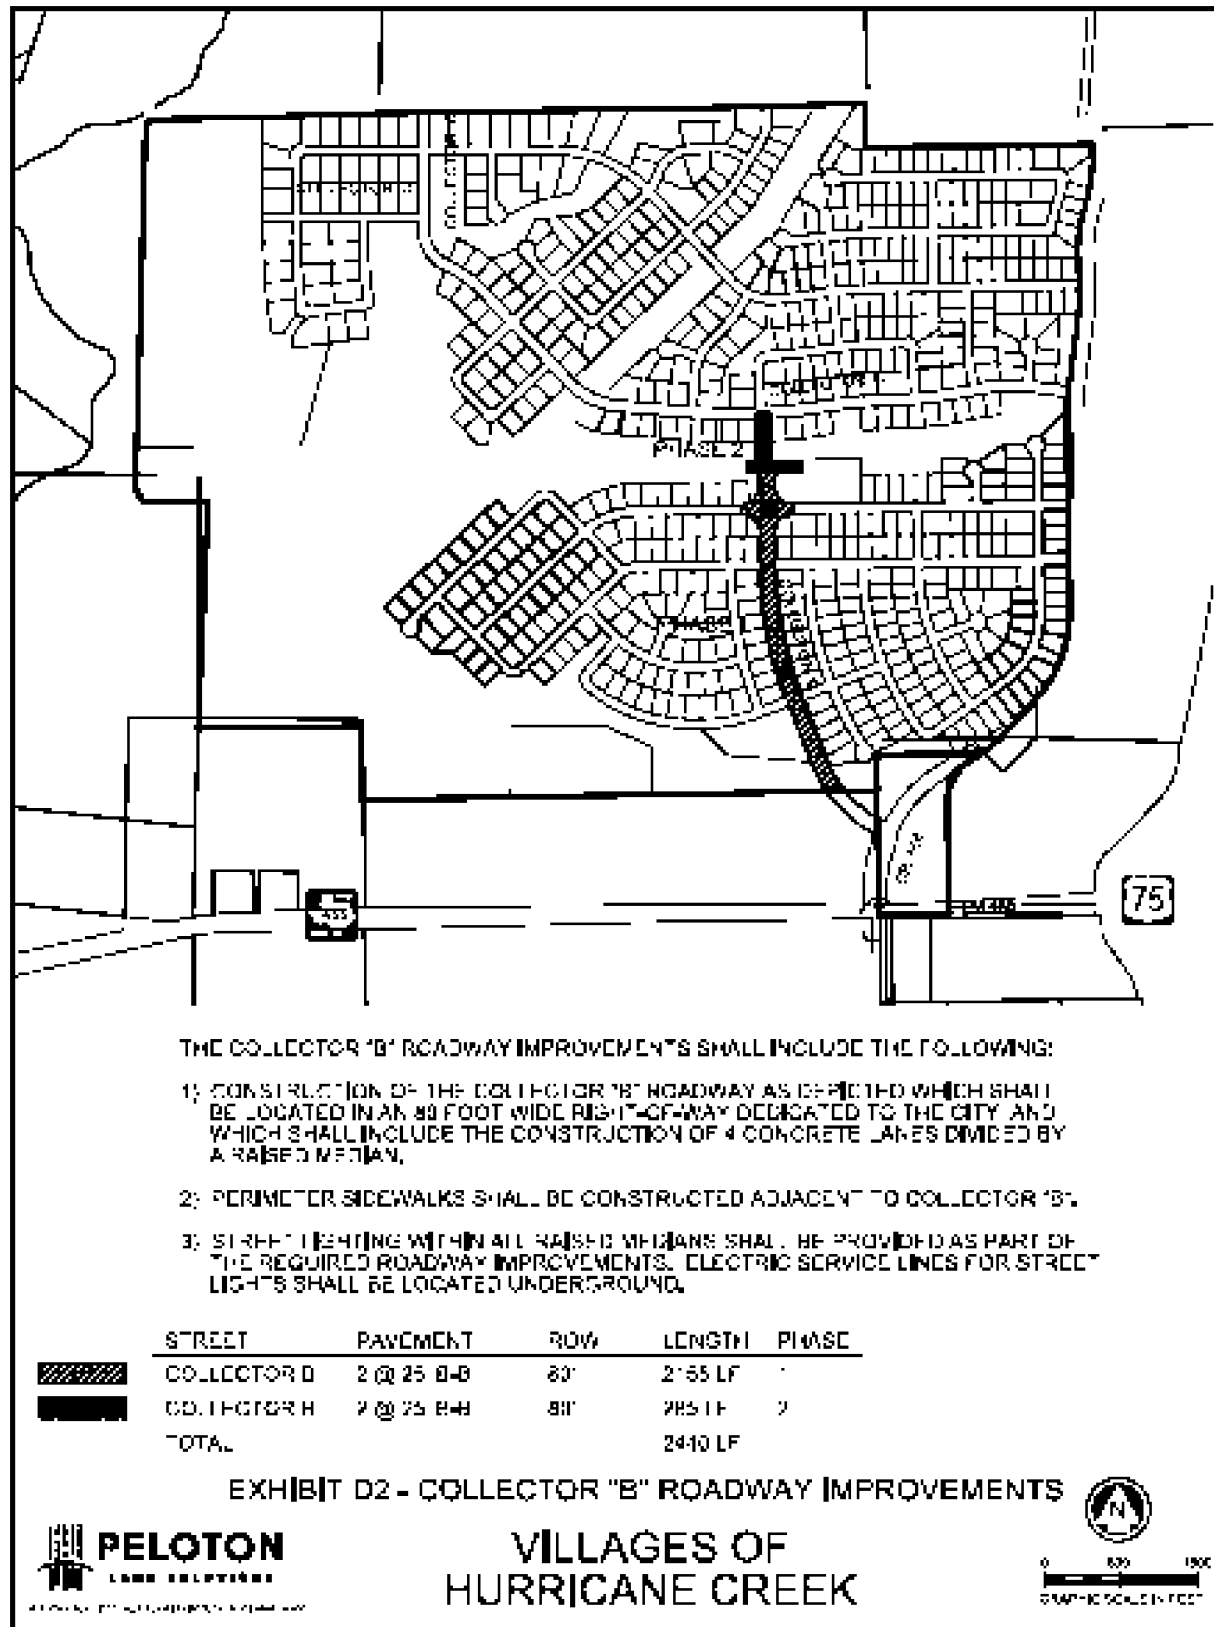 PHASE 2
75
THE COLLECTOR "B" ROADWAY IMPROVEMENTS SHALL INCLUDE THE FOLLOWING:
1) CONSTRUCTION OF THE COLLECTOR "B" ROADWAY AS DEPICTED WHICH SHALL
BE LOCATED IN AN 80 FOOT WIDE RIGHT-OF-WAY DEDICATED TO THE CITY AND
WHICH SHALL INCLUDE THE CONSTRUCTION OF 4 CONCRETE LANES DIVIDED BY
A RAISED MEDIAN.
2) PERIMETER SIDEWALKS SHALL BE CONSTRUCTED ADJACENT TO COLLECTOR "B".
3) STREET LIGHTING WITHIN ALL RAISED MEDIANS SHALL BE PROVIDED AS PART OF
THE REQUIRED ROADWAY IMPROVEMENTS. ELECTRIC SERVICE LINES FOR STREET
LIGHTS SHALL BE LOCATED UNDERGROUND.
STREET PAVEMENT ROW LENGTH PHASE
COLLECTOR B 2 @ 25' B-B 80' 2155 LF 1
COLLECTOR B 2 @ 25' B-B 80' 285 LF 2
TOTAL 2440 LF
EXHIBIT D2 - COLLECTOR "B" ROADWAY IMPROVEMENTS
N
PELOTON
LAND SOLUTIONS
VILLAGES OF
HURRICANE CREEK
GRAPHIC SCALE IN FEET